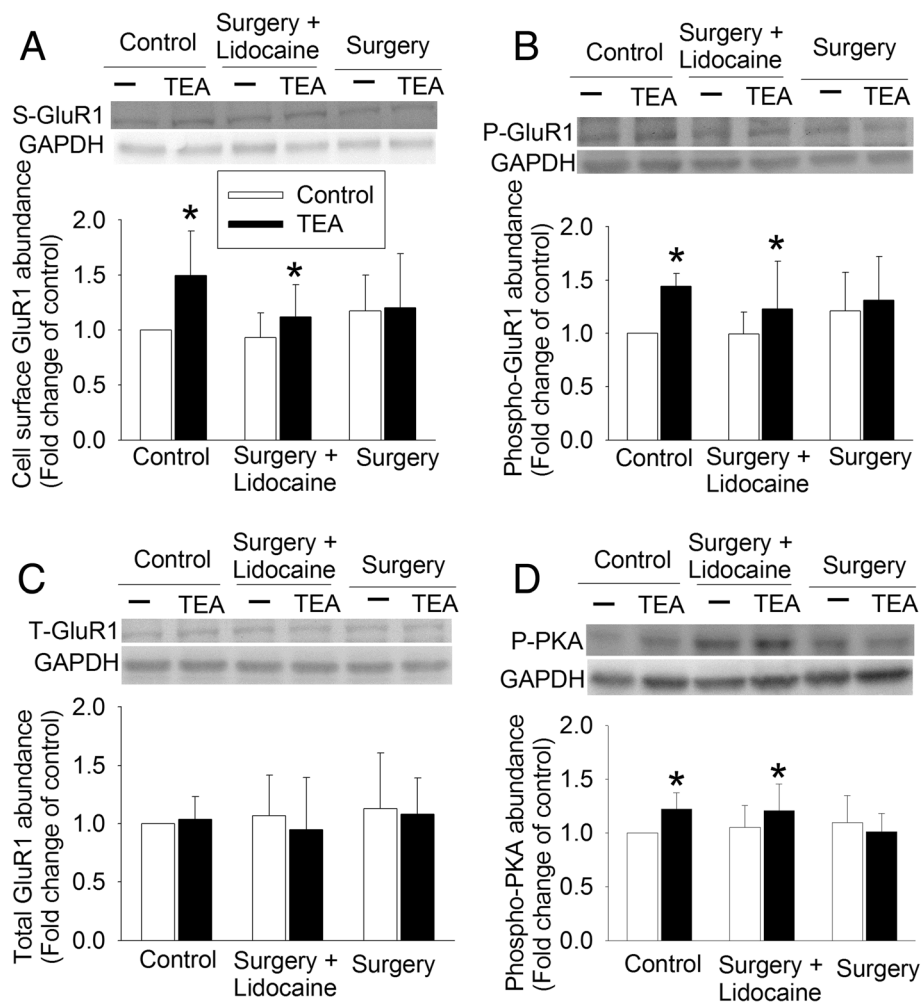 A
Control
Surgery +
Lidocaine
Surgery
– TEA – TEA – TEA
S-GluR1
GAPDH
Control
TEA
Cell surface GluR1 abundance
(Fold change of control)
2.0
1.5
1.0
0.5
0.0
*
*
Control
Surgery +
Lidocaine
Surgery
B
Control
Surgery +
Lidocaine
Surgery
– TEA – TEA – TEA
P-GluR1
GAPDH
Phospho-GluR1 abundance
(Fold change of control)
2.0
1.5
1.0
0.5
0.0
*
*
Control
Surgery +
Lidocaine
Surgery
C
Control
Surgery +
Lidocaine
Surgery
– TEA – TEA – TEA
T-GluR1
GAPDH
Total GluR1 abundance
(Fold change of control)
2.0
1.5
1.0
0.5
0.0
Control
Surgery +
Lidocaine
Surgery
D
Control
Surgery +
Lidocaine
Surgery
– TEA – TEA – TEA
P-PKA
GAPDH
Phospho-PKA abundance
(Fold change of control)
2.0
1.5
1.0
0.5
0.0
*
*
Control
Surgery +
Lidocaine
Surgery